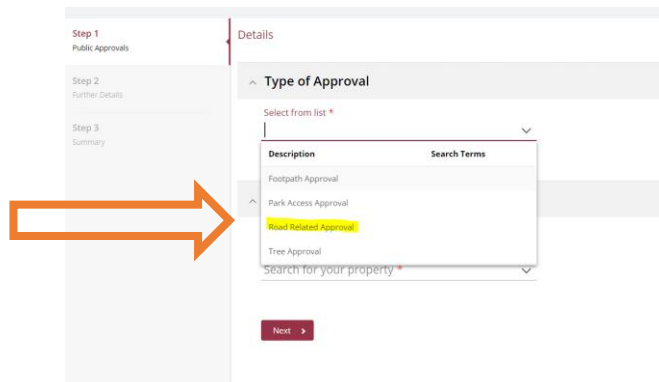 Step 1
Public Approvals
Step 2
Further Details
Step 3
Summary
Details
Type of Approval
Select from list *
Description Search Terms
Footpath Approval
Park Access Approval
Road Related Approval
Tree Approval
Search for your property *
Next